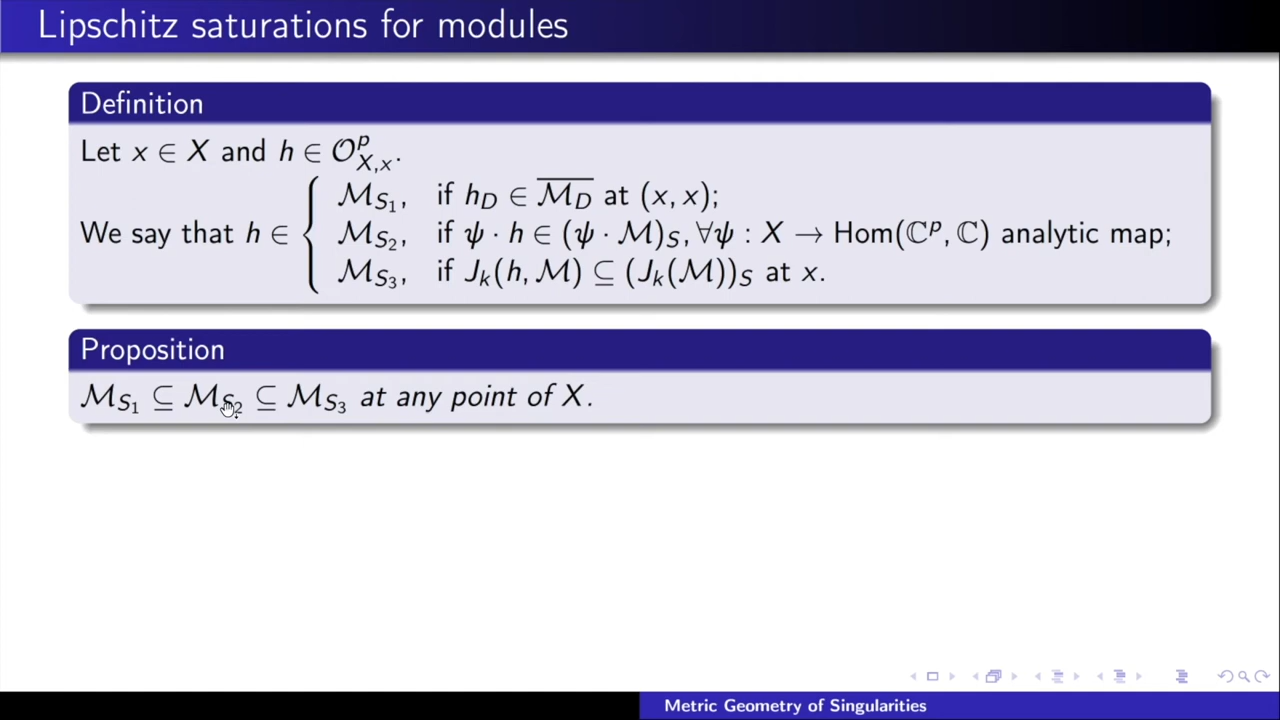 Lipschitz saturations for modules
Definition
Let x ∈ X and h ∈ 𝒪^p_{X,x}.
We say that h ∈ { ℳ_{S_1}, if h_D ∈ \overline{ℳ_D} at (x, x);
ℳ_{S_2}, if ψ · h ∈ (ψ · ℳ)_S, ∀ψ : X → Hom(ℂ^p, ℂ) analytic map;
ℳ_{S_3}, if J_k(h, ℳ) ⊆ (J_k(ℳ))_S at x.
Proposition
ℳ_{S_1} ⊆ ℳ_{S_2} ⊆ ℳ_{S_3} at any point of X.
Metric Geometry of Singularities